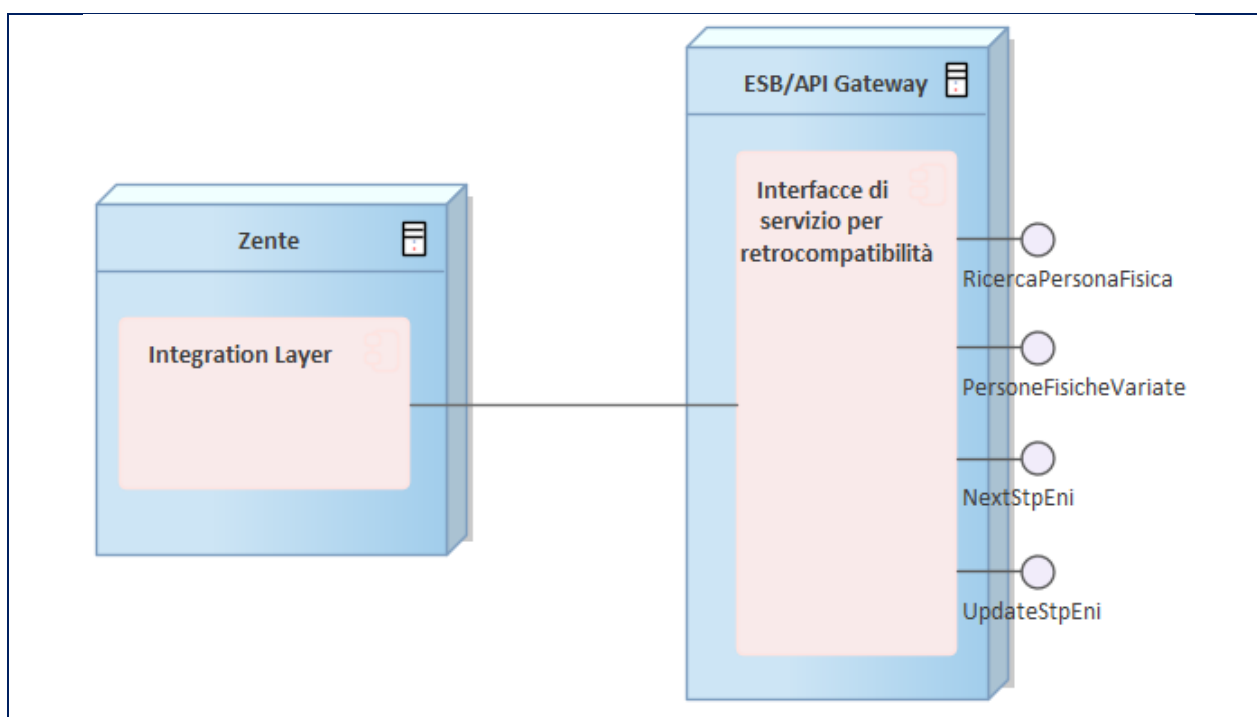 ESB/API Gateway
Interfacce di
servizio per
retrocompatibilità
Zente
Integration Layer
RicercaPersonaFisica
PersoneFisicheVariate
NextStpEni
UpdateStpEni